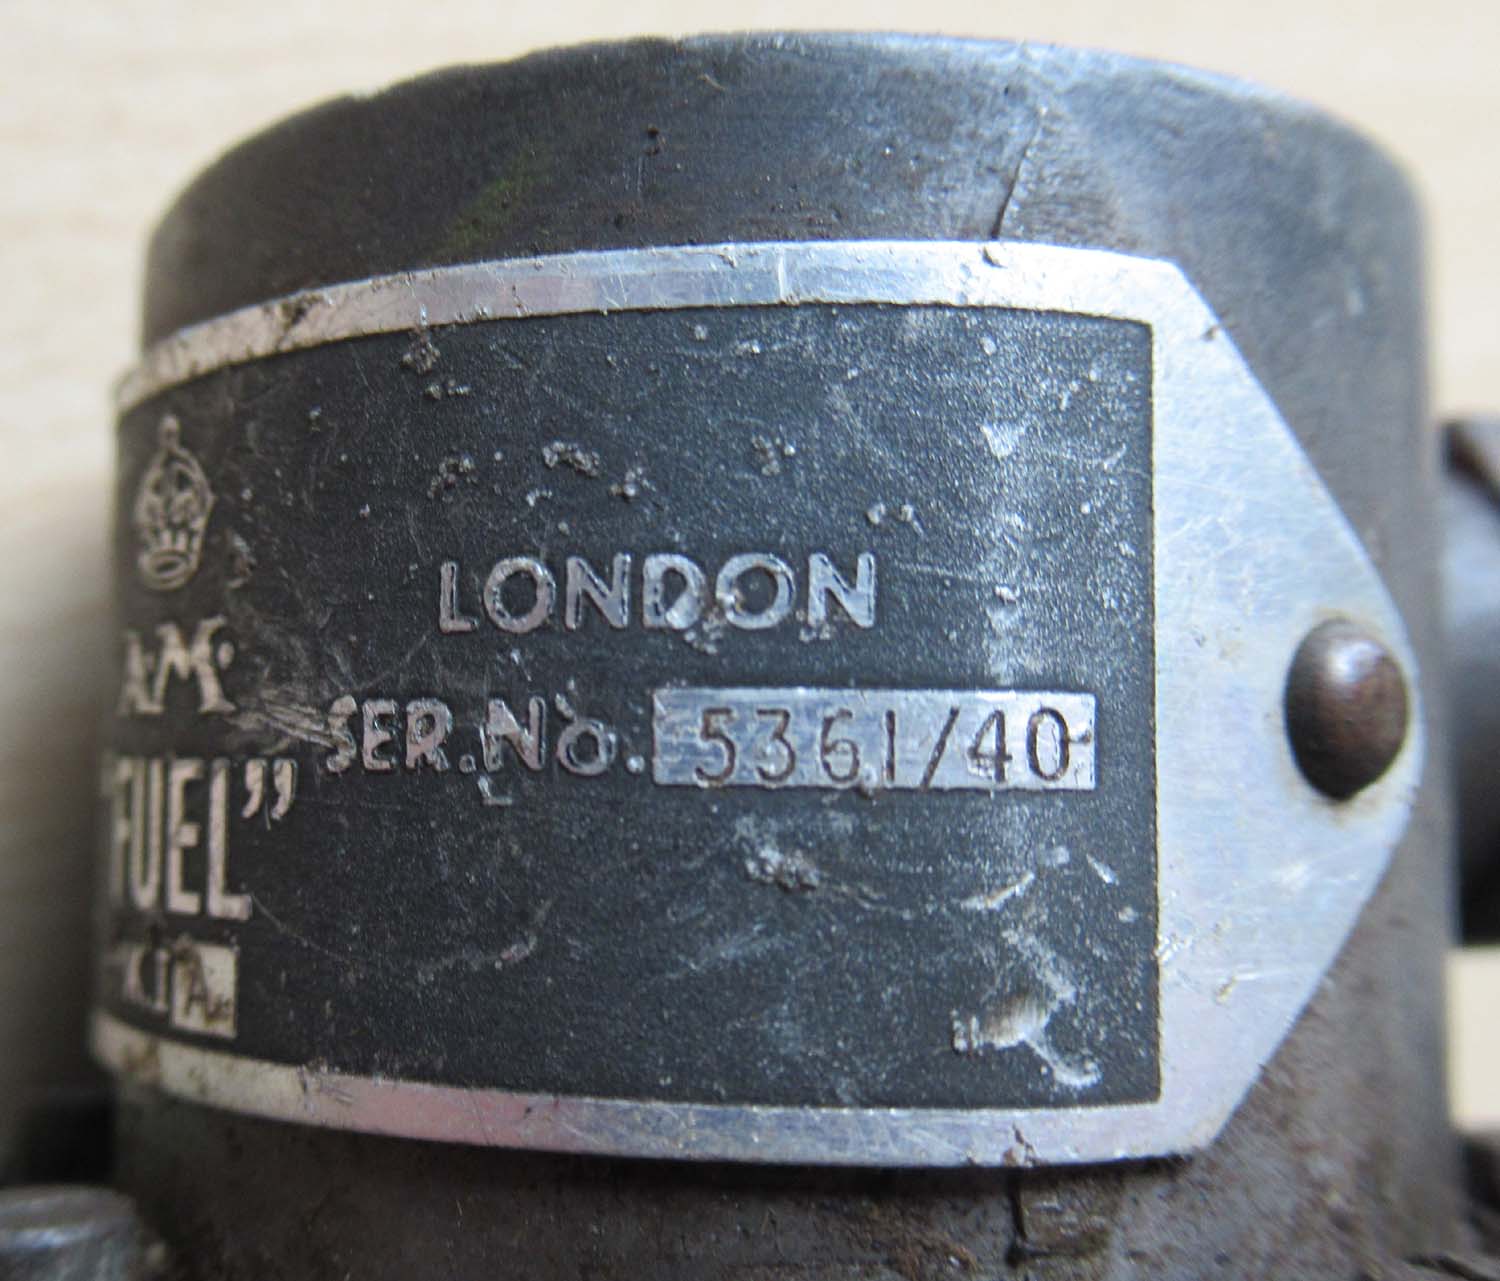 LONDON
A.M.
SER.No. 5361/40
"FUEL"